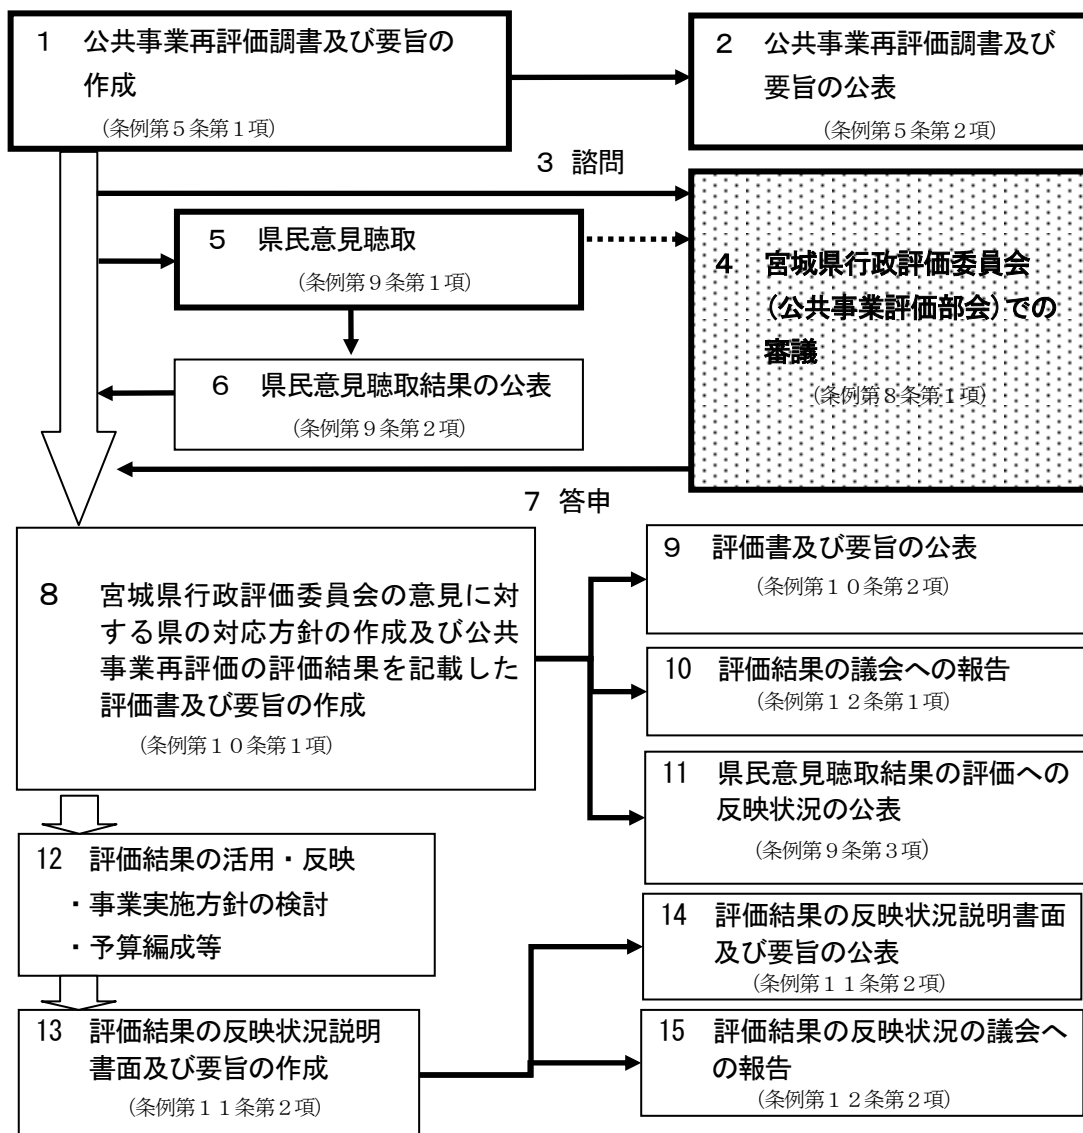 1 公共事業再評価調書及び要旨の
作成
(条例第5条第1項)
2 公共事業再評価調書及び
要旨の公表
(条例第5条第2項)
3 諮問
4 宮城県行政評価委員会
(公共事業評価部会)での
審議
(条例第8条第1項)
5 県民意見聴取
(条例第9条第1項)
6 県民意見聴取結果の公表
(条例第9条第2項)
7 答申
8 宮城県行政評価委員会の意見に対
する県の対応方針の作成及び公共
事業再評価の評価結果を記載した
評価書及び要旨の作成
(条例第10条第1項)
9 評価書及び要旨の公表
(条例第10条第2項)
10 評価結果の議会への報告
(条例第12条第1項)
11 県民意見聴取結果の評価への
反映状況の公表
(条例第9条第3項)
12 評価結果の活用・反映
・事業実施方針の検討
・予算編成等
13 評価結果の反映状況説明
書面及び要旨の作成
(条例第11条第2項)
14 評価結果の反映状況説明書面
及び要旨の公表
(条例第11条第2項)
15 評価結果の反映状況の議会へ
の報告
(条例第12条第2項)